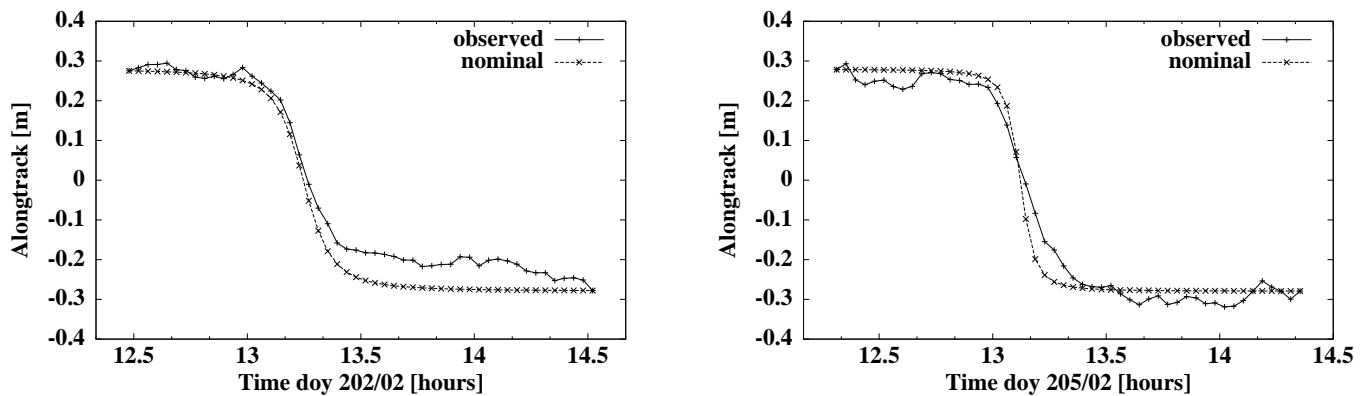 0.4
0.3
0.2
0.1
0
-0.1
-0.2
-0.3
-0.4
Alongtrack [m]
observed
nominal
12.5 13 13.5 14 14.5
Time doy 202/02 [hours]
0.4
0.3
0.2
0.1
0
-0.1
-0.2
-0.3
-0.4
Alongtrack [m]
observed
nominal
12.5 13 13.5 14 14.5
Time doy 205/02 [hours]